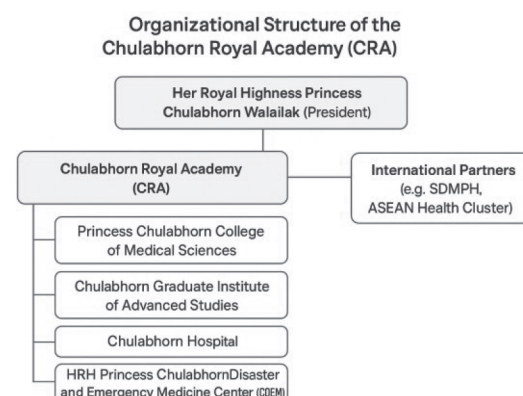 Organizational Structure of the
Chulabhorn Royal Academy (CRA)
Her Royal Highness Princess
Chulabhorn Walailak (President)
Chulabhorn Royal Academy
(CRA)
International Partners
(e.g. SDMPH,
ASEAN Health Cluster)
Princess Chulabhorn College
of Medical Sciences
Chulabhorn Graduate Institute
of Advanced Studies
Chulabhorn Hospital
HRH Princess ChulabhornDisaster
and Emergency Medicine Center (CDEM)